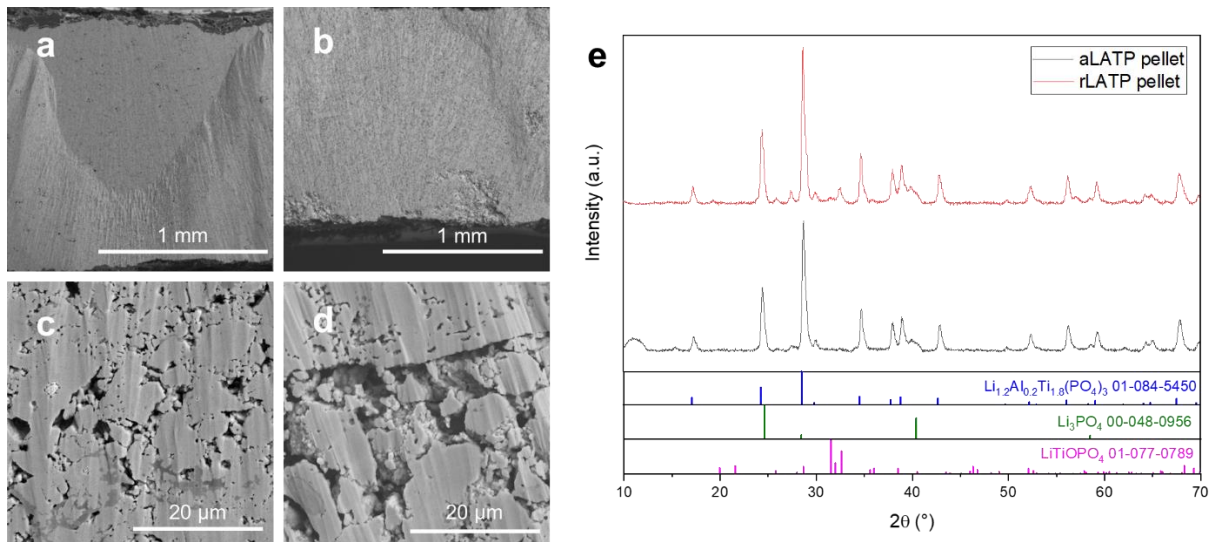 a
1 mm
b
1 mm
c
20 µm
d
20 µm
e
aLATP pellet
rLATP pellet
Intensity (a.u.)
Li₁.₂Al₀.₂Ti₁.₈(PO₄)₃ 01-084-5450
Li₃PO₄ 00-048-0956
LiTiOPO₄ 01-077-0789
10 20 30 40 50 60 70
2θ (°)